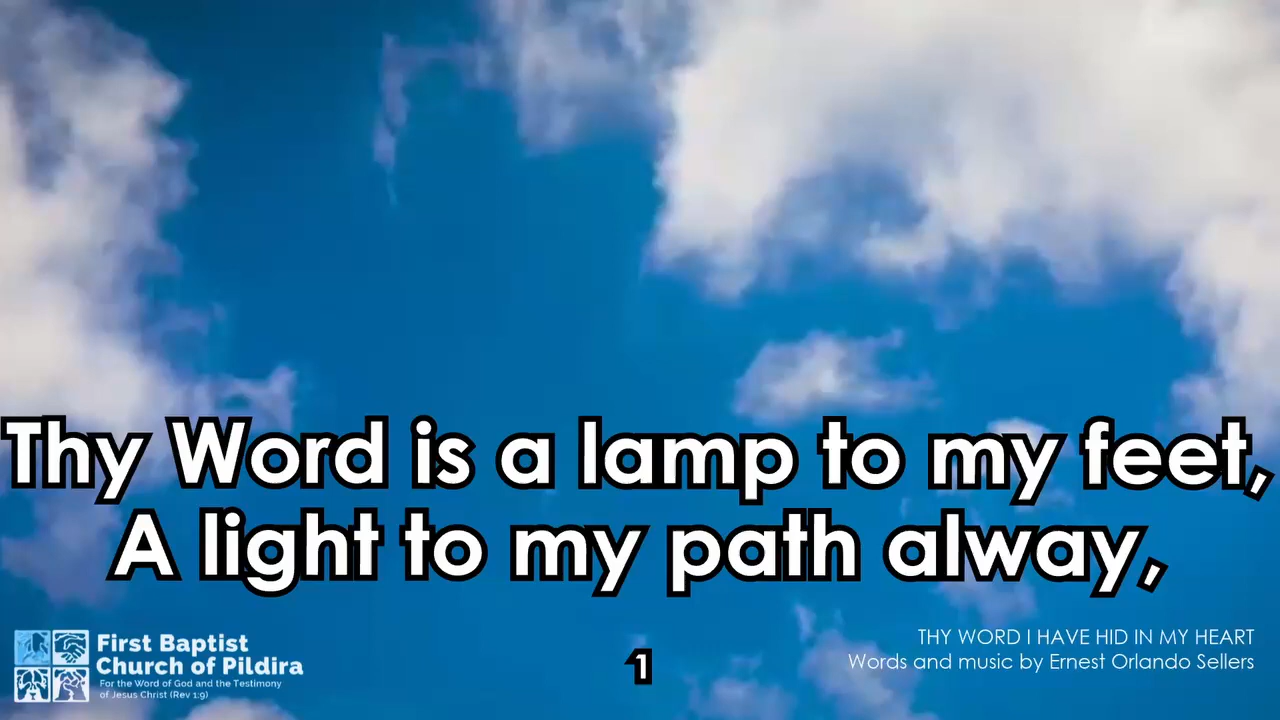 Thy Word is a lamp to my feet,
A light to my path alway,
First Baptist
Church of Pildira
For the Word of God and the Testimony
of Jesus Christ (Rev 1:9)
1
THY WORD I HAVE HID IN MY HEART
Words and music by Ernest Orlando Sellers